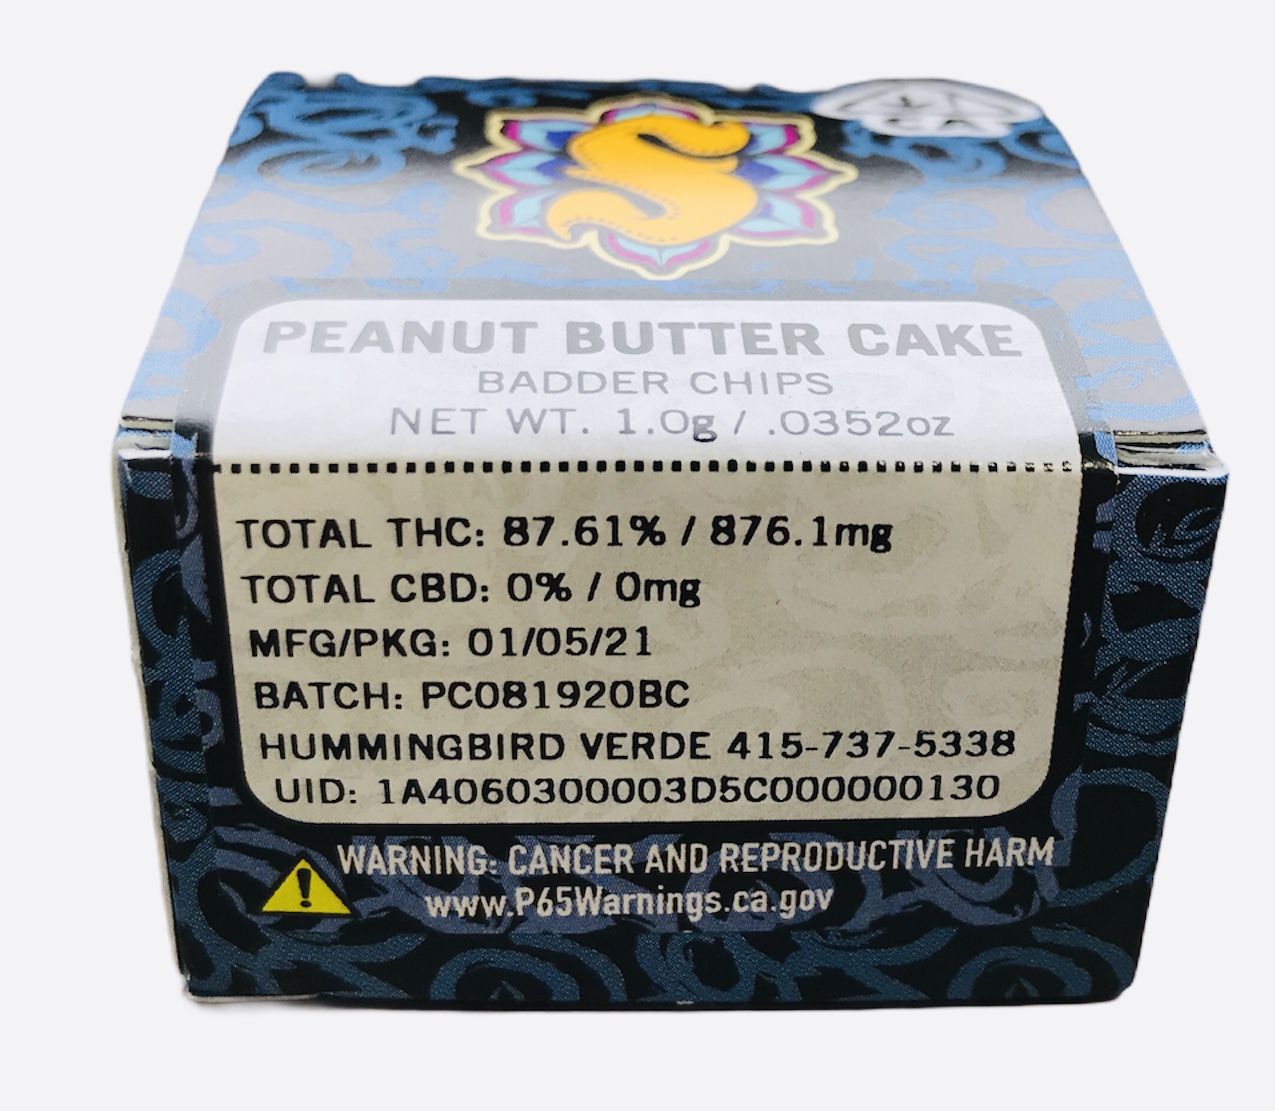 CA
S
PEANUT BUTTER CAKE
BADDER CHIPS
NET WT. 1.0g / .0352oz
TOTAL THC: 87.61% / 876.1mg
TOTAL CBD: 0% / 0mg
MFG/PKG: 01/05/21
BATCH: PC081920BC
HUMMINGBIRD VERDE 415-737-5338
UID: 1A4060300003D5C000000130
WARNING: CANCER AND REPRODUCTIVE HARM
www.P65Warnings.ca.gov